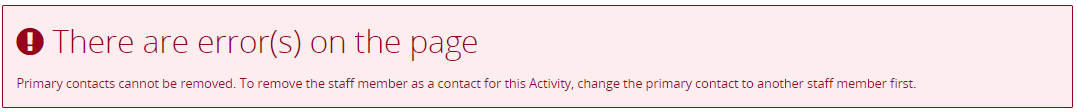 There are error(s) on the page
Primary contacts cannot be removed. To remove the staff member as a contact for this Activity, change the primary contact to another staff member first.